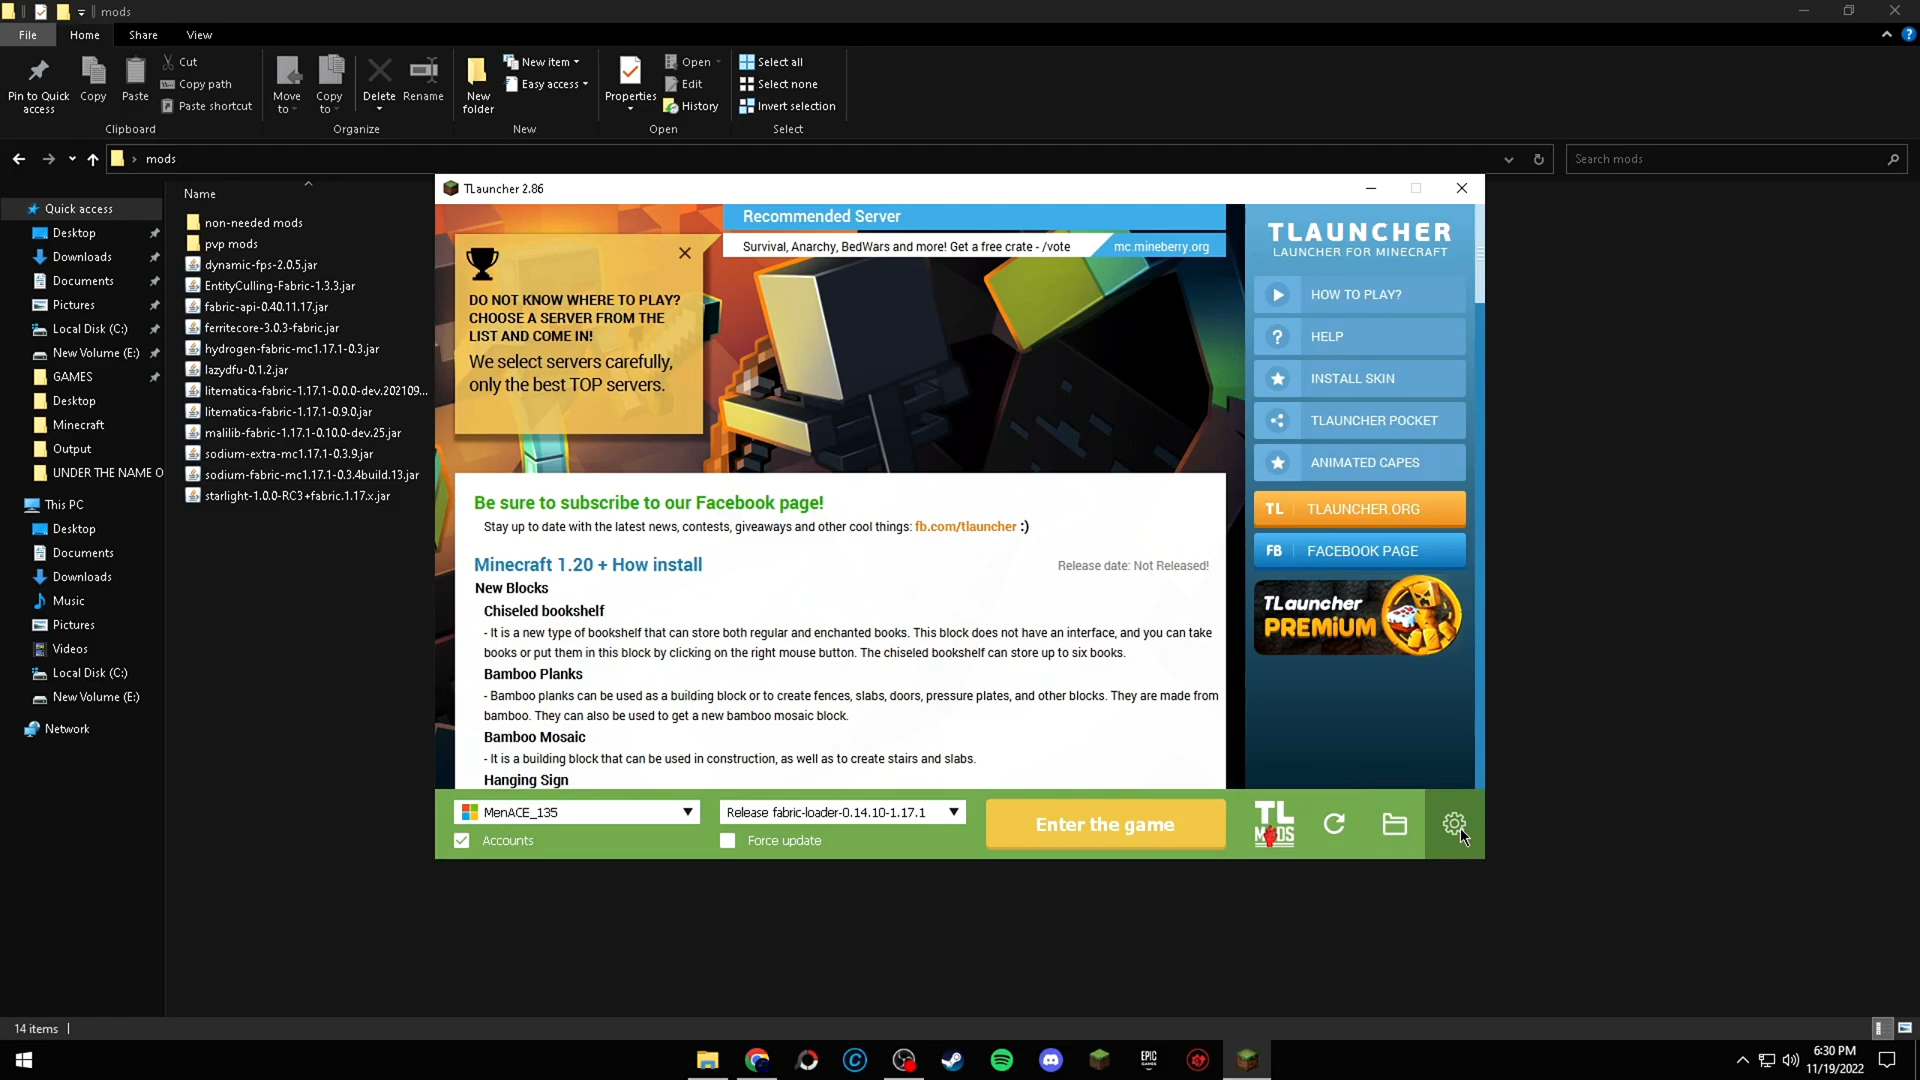 mods
File
Home
Share
View
Pin to Quick
access
Copy
Paste
Cut
Copy path
Paste shortcut
Clipboard
Move
to
Copy
to
Delete
Rename
Organize
New
folder
New item
Easy access
New
Properties
Open
Edit
History
Open
Select all
Select none
Invert selection
Select
mods
Search mods
Name
Quick access
Desktop
Downloads
Documents
Pictures
Local Disk (C:)
New Volume (E:)
GAMES
Desktop
Minecraft
Output
UNDER THE NAME O
This PC
Desktop
Documents
Downloads
Music
Pictures
Videos
Local Disk (C:)
New Volume (E:)
Network
non-needed mods
pvp mods
dynamic-fps-2.0.5.jar
EntityCulling-Fabric-1.3.3.jar
fabric-api-0.40.11.17.jar
ferritecore-3.0.3-fabric.jar
hydrogen-fabric-mc1.17.1-0.3.jar
lazydfu-0.1.2.jar
litematica-fabric-1.17.1-0.0.0-dev.202109...
litematica-fabric-1.17.1-0.9.0.jar
malilib-fabric-1.17.1-0.10.0-dev.25.jar
sodium-extra-mc1.17.1-0.3.9.jar
sodium-fabric-mc1.17.1-0.3.4build.13.jar
starlight-1.0.0-RC3+fabric.1.17.x.jar
TLauncher 2.86
Recommended Server
Survival, Anarchy, BedWars and more! Get a free crate - /vote
mc.mineberry.org
DO NOT KNOW WHERE TO PLAY?
CHOOSE A SERVER FROM THE
LIST AND COME IN!
We select servers carefully,
only the best TOP servers.
Be sure to subscribe to our Facebook page!
Stay up to date with the latest news, contests, giveaways and other cool things: fb.com/tlauncher :)
Minecraft 1.20 + How install
Release date: Not Released!
New Blocks
Chiseled bookshelf
- It is a new type of bookshelf that can store both regular and enchanted books. This block does not have an interface, and you can take
books or put them in this block by clicking on the right mouse button. The chiseled bookshelf can store up to six books.
Bamboo Planks
- Bamboo planks can be used as a building block or to create fences, slabs, doors, pressure plates, and other blocks. They are made from
bamboo. They can also be used to get a new bamboo mosaic block.
Bamboo Mosaic
- It is a building block that can be used in construction, as well as to create stairs and slabs.
Hanging Sign
TLAUNCHER
LAUNCHER FOR MINECRAFT
HOW TO PLAY?
? HELP
INSTALL SKIN
TLAUNCHER POCKET
ANIMATED CAPES
TL TLAUNCHER.ORG
FB FACEBOOK PAGE
TLauncher
PREMiUM
MenACE_135
Accounts
Release fabric-loader-0.14.10-1.17.1
Force update
Enter the game
TL
MODS
14 items
EPIC
GAMES
6:30 PM
11/19/2022